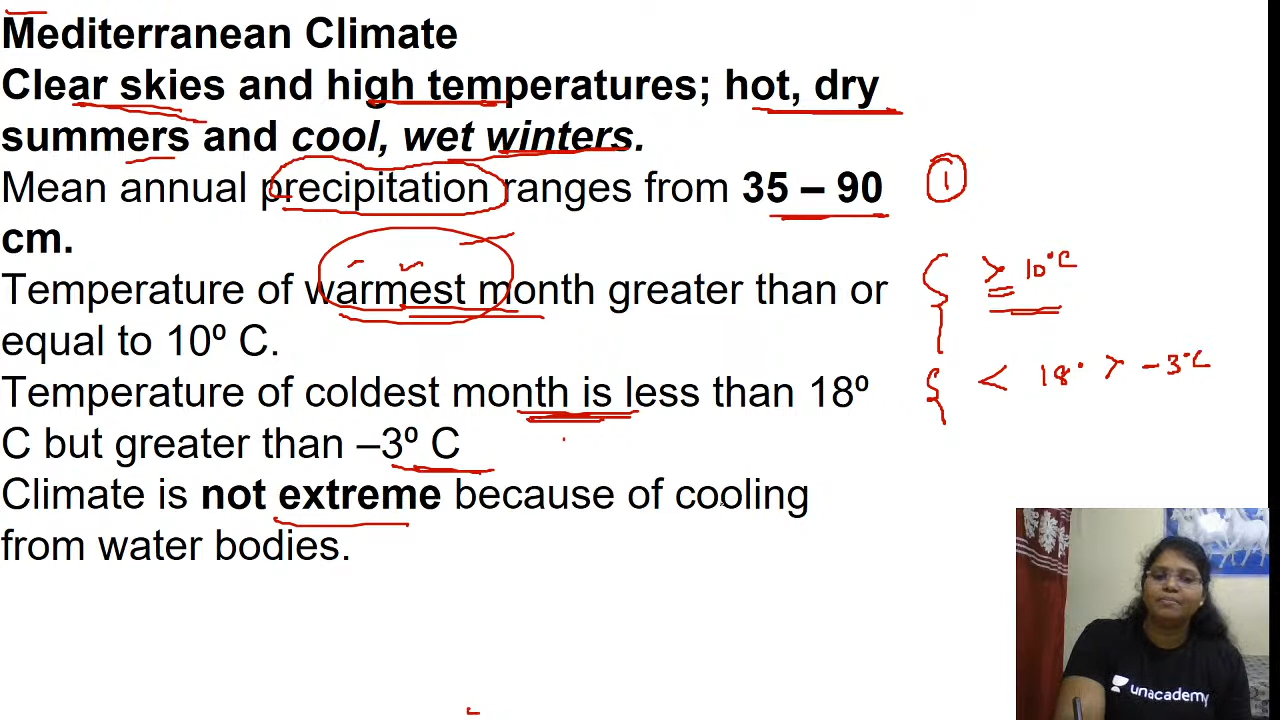 Mediterranean Climate
Clear skies and high temperatures; hot, dry
summers and cool, wet winters.
Mean annual precipitation ranges from 35 – 90
cm.
Temperature of warmest month greater than or
equal to 10º C.
Temperature of coldest month is less than 18º
C but greater than –3º C
Climate is not extreme because of cooling
from water bodies.
1
> 10°C
< 18° > -3°C
unacademy